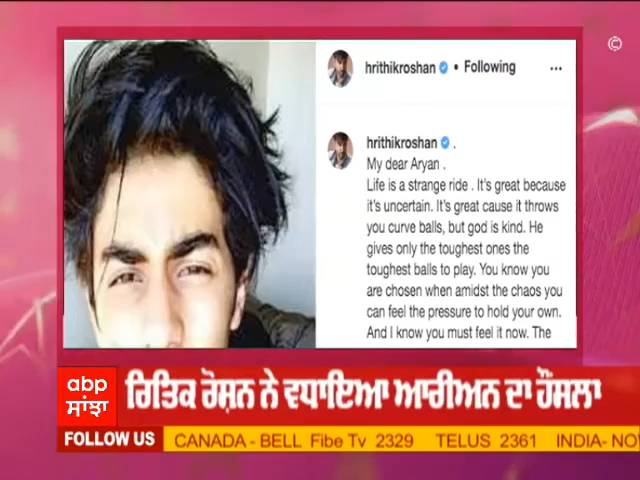 ©
hrithikroshan • Following ...
hrithikroshan .
My dear Aryan .
Life is a strange ride . It's great because
it's uncertain. It's great cause it throws
you curve balls, but god is kind. He
gives only the toughest ones the
toughest balls to play. You know you
are chosen when amidst the chaos you
can feel the pressure to hold your own.
And I know you must feel it now. The
abp
ਸਾਂਝਾ
ਰਿਤਿਕ ਰੋਸ਼ਨ ਨੇ ਵਧਾਇਆ ਆਰੀਅਨ ਦਾ ਹੌਂਸਲਾ
FOLLOW US CANADA - BELL Fibe Tv 2329 TELUS 2361 INDIA- NO